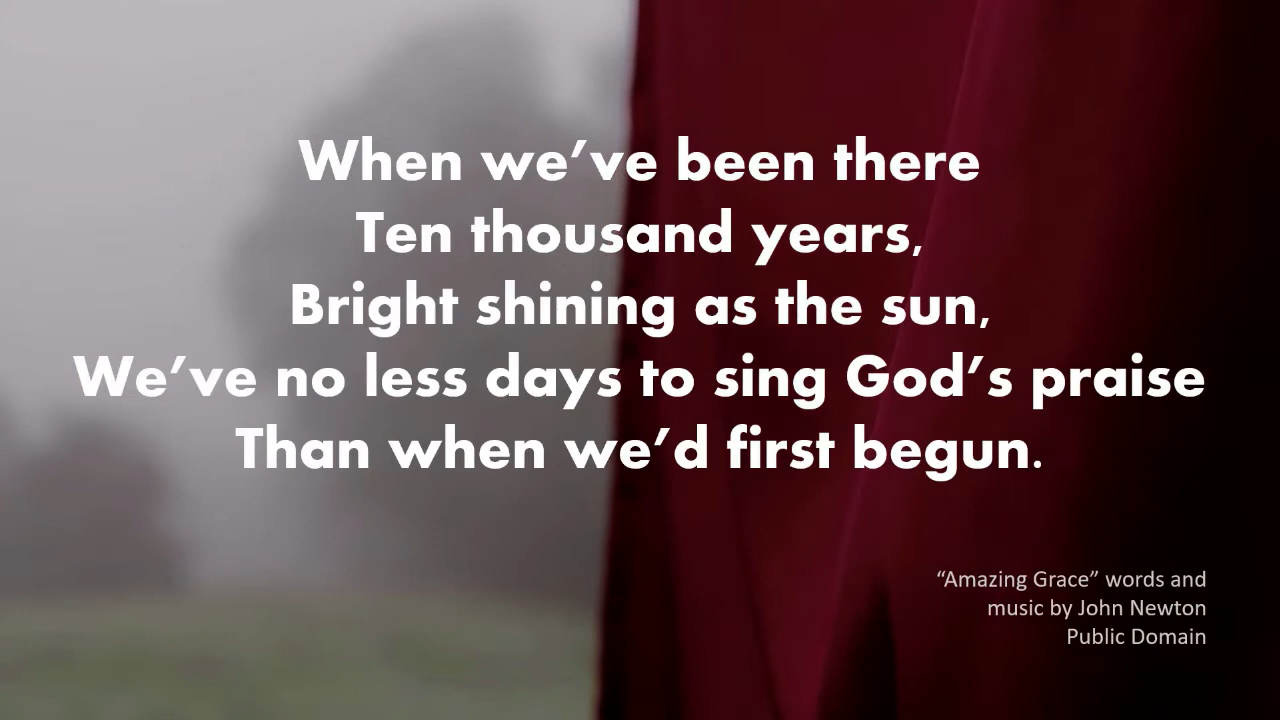 When we’ve been there
Ten thousand years,
Bright shining as the sun,
We’ve no less days to sing God’s praise
Than when we’d first begun.
“Amazing Grace” words and
music by John Newton
Public Domain